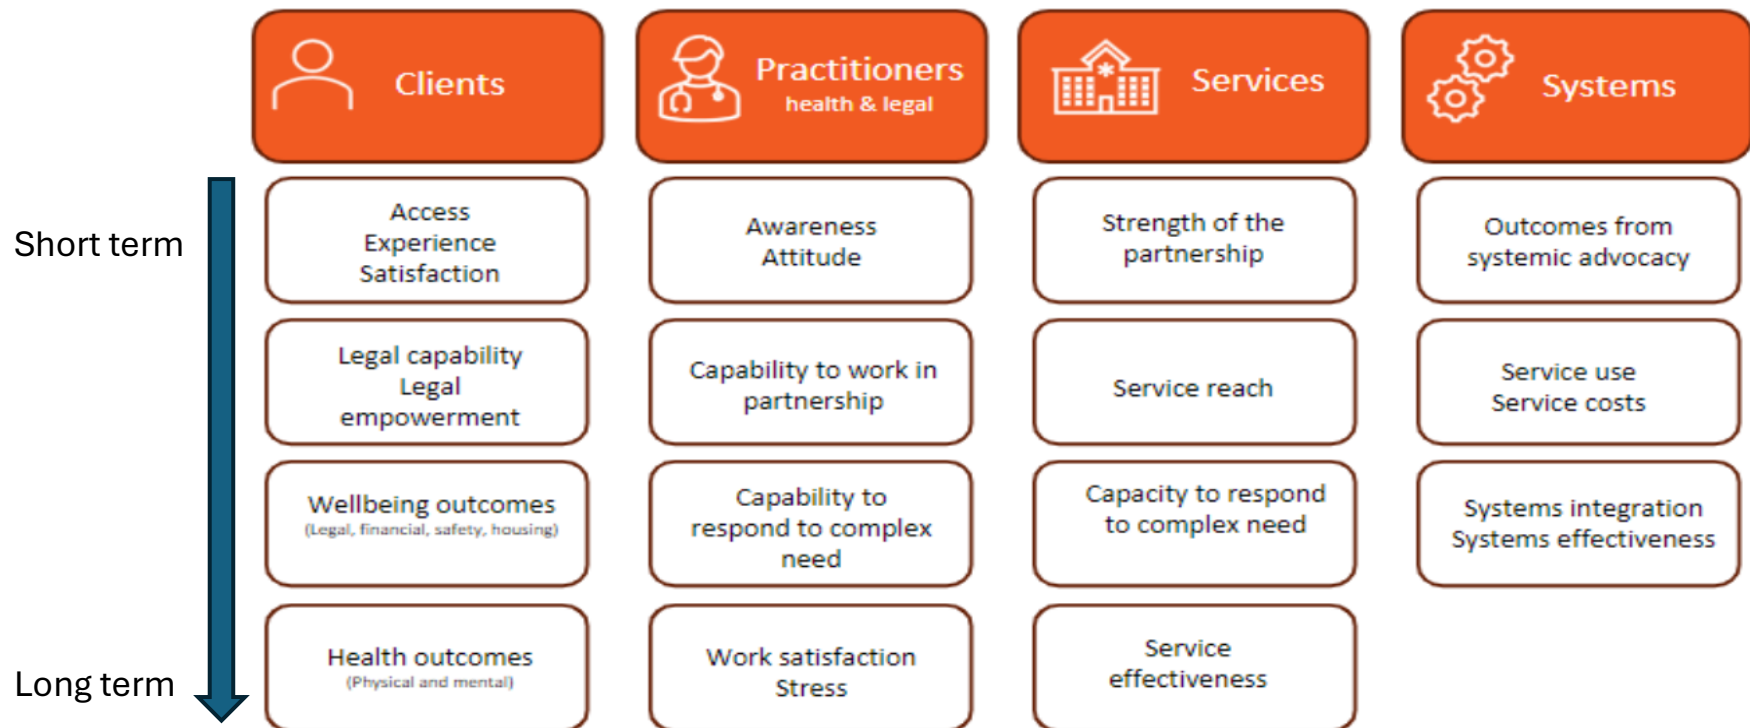 Clients
Practitioners
health & legal
Services
Systems
Short term
Long term
Access
Experience
Satisfaction
Legal capability
Legal
empowerment
Wellbeing outcomes
(Legal, financial, safety, housing)
Health outcomes
(Physical and mental)
Awareness
Attitude
Capability to work in
partnership
Capability to
respond to complex
need
Work satisfaction
Stress
Strength of the
partnership
Service reach
Capacity to respond
to complex need
Service
effectiveness
Outcomes from
systemic advocacy
Service use
Service costs
Systems integration
Systems effectiveness